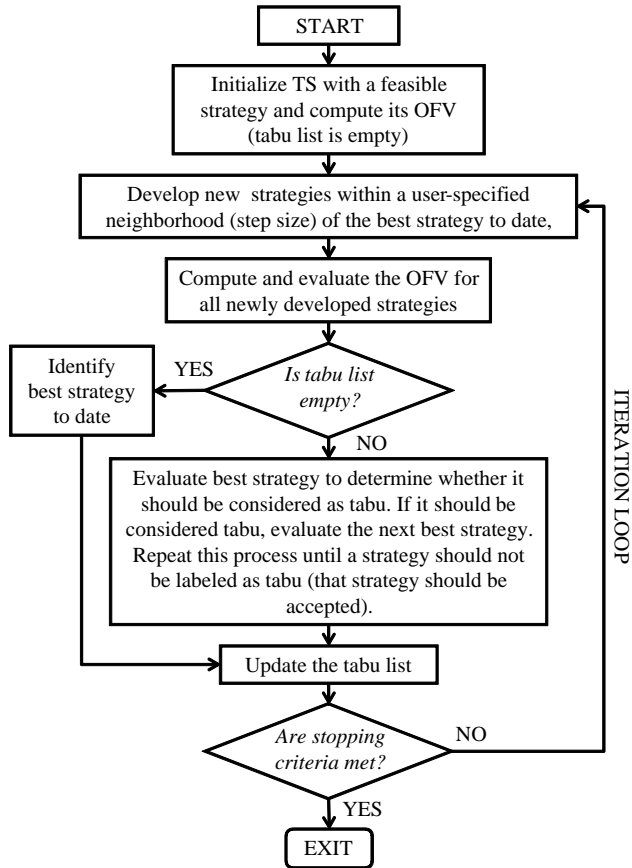 START
Initialize TS with a feasible
strategy and compute its OFV
(tabu list is empty)
Develop new strategies within a user-specified
neighborhood (step size) of the best strategy to date,
Compute and evaluate the OFV for
all newly developed strategies
Identify
best strategy
to date
YES
Is tabu list
empty?
NO
Evaluate best strategy to determine whether it
should be considered as tabu. If it should be
considered tabu, evaluate the next best strategy.
Repeat this process until a strategy should not
be labeled as tabu (that strategy should be
accepted).
ITERATION LOOP
Update the tabu list
Are stopping
criteria met?
NO
YES
EXIT